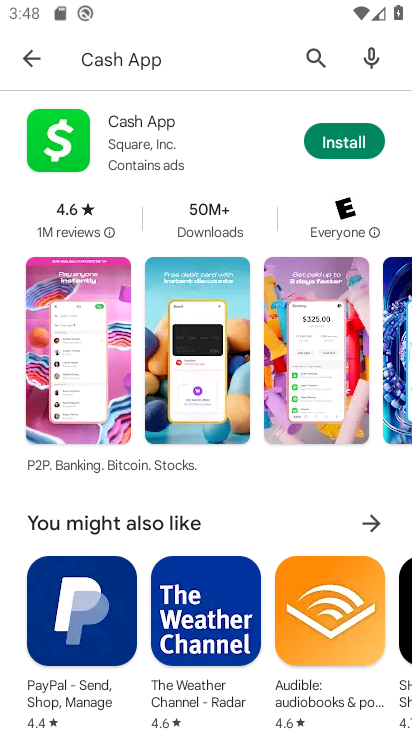 3:48
Cash App
Cash App
Square, Inc.
Contains ads
Install
4.6★
1M reviews
50M+
Downloads
E
Everyone
Pay anyone
instantly
Free debit card with
instant discounts
Get paid up to
2 days faster
$325.00
P2P. Banking. Bitcoin. Stocks.
You might also like
The
Weather
Channel
PayPal - Send,
Shop, Manage
4.4★
The Weather
Channel - Radar
4.6★
Audible:
audiobooks & po...
4.6★